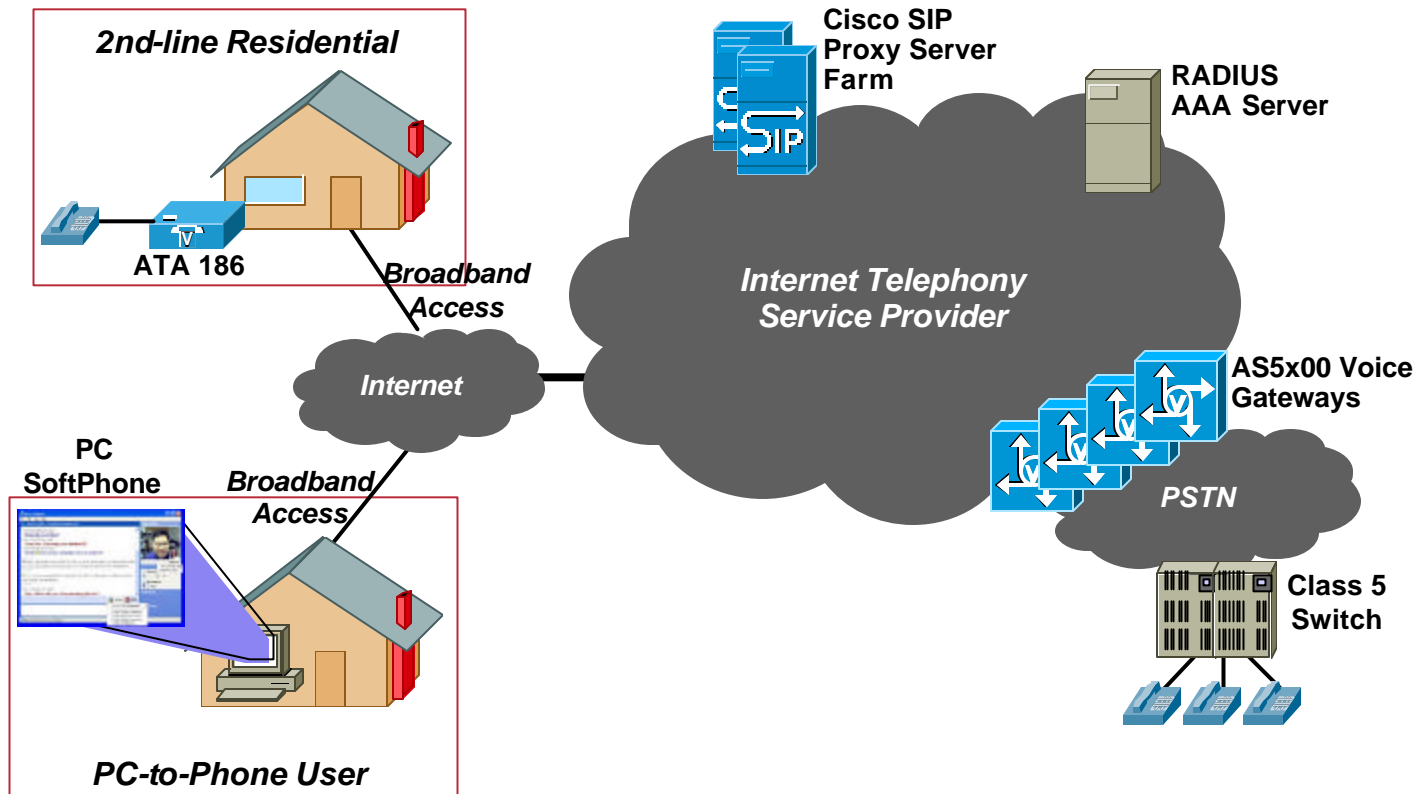 2nd-line Residential
ATA 186
Broadband
Access
Cisco SIP
Proxy Server
Farm
SIP
RADIUS
AAA Server
Internet Telephony
Service Provider
Internet
AS5x00 Voice
Gateways
V
V
V
V
V
PSTN
Class 5
Switch
PC
SoftPhone
Broadband
Access
PC-to-Phone User